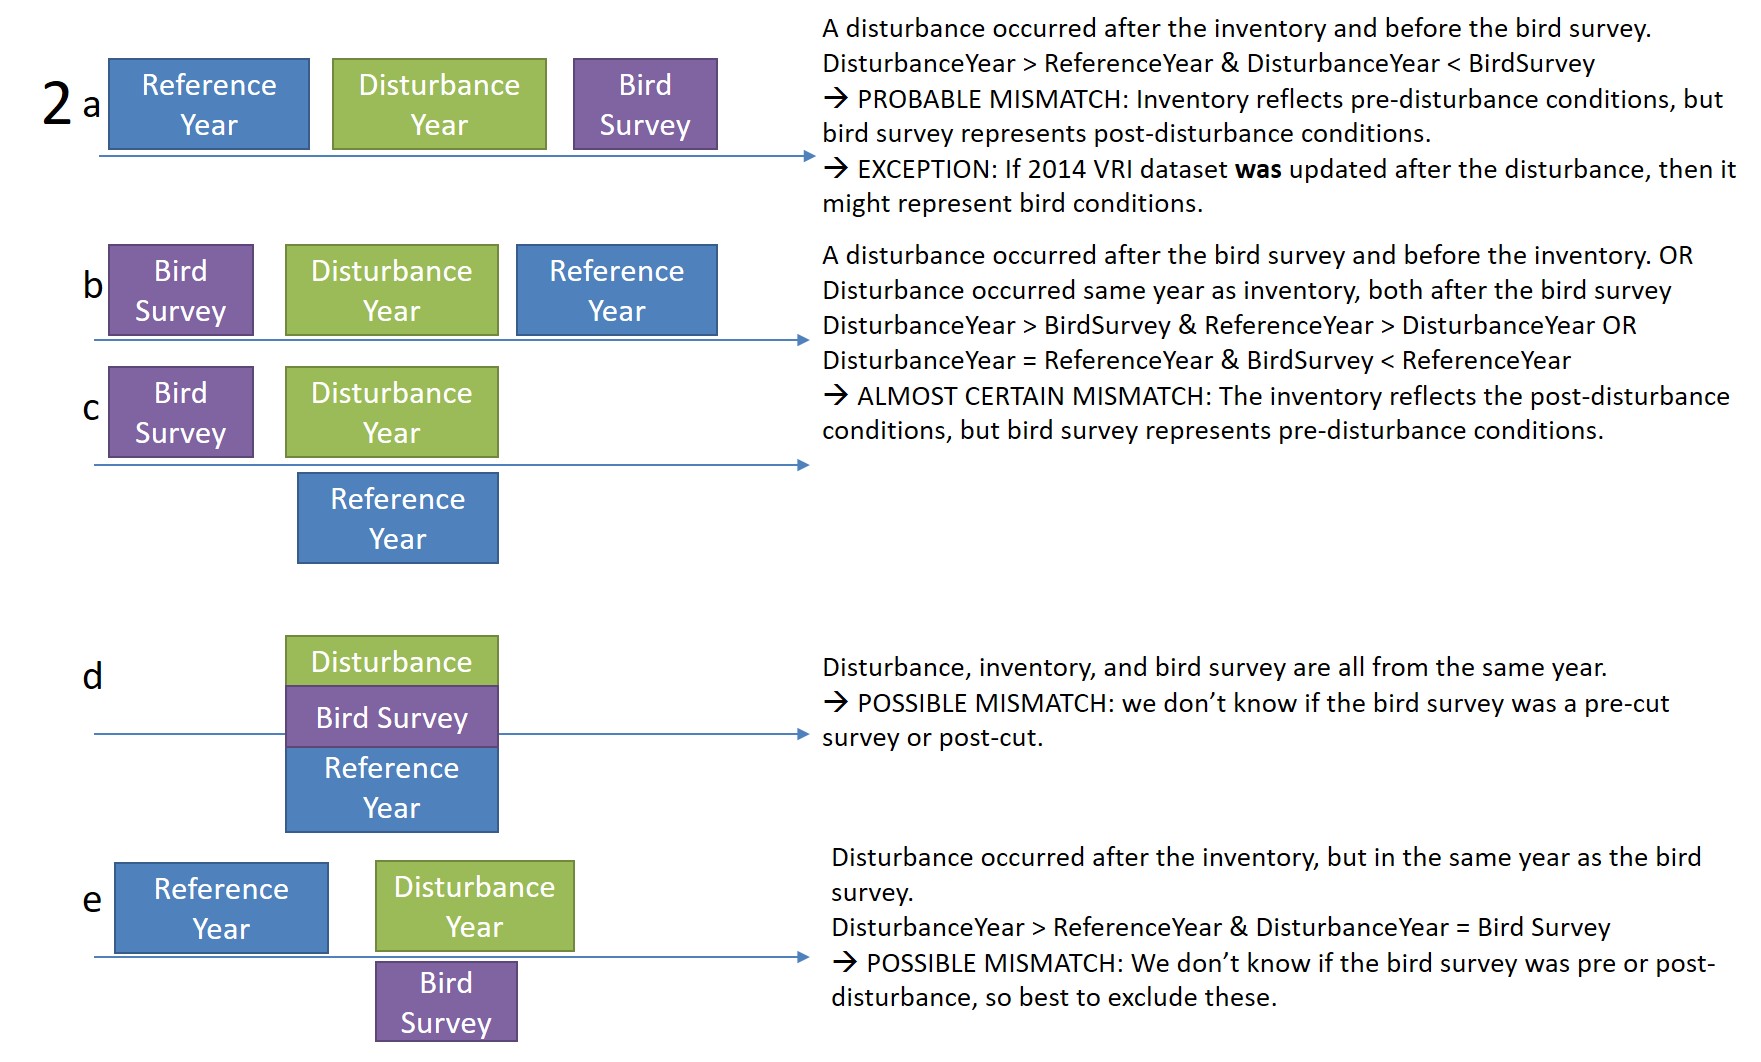 2 a
Reference
Year
Disturbance
Year
Bird
Survey
A disturbance occurred after the inventory and before the bird survey.
DisturbanceYear > ReferenceYear & DisturbanceYear < BirdSurvey
→ PROBABLE MISMATCH: Inventory reflects pre-disturbance conditions, but
bird survey represents post-disturbance conditions.
→ EXCEPTION: If 2014 VRI dataset was updated after the disturbance, then it
might represent bird conditions.
b
Bird
Survey
Disturbance
Year
Reference
Year
A disturbance occurred after the bird survey and before the inventory. OR
Disturbance occurred same year as inventory, both after the bird survey
DisturbanceYear > BirdSurvey & ReferenceYear > DisturbanceYear OR
DisturbanceYear = ReferenceYear & BirdSurvey < ReferenceYear
→ ALMOST CERTAIN MISMATCH: The inventory reflects the post-disturbance
conditions, but bird survey represents pre-disturbance conditions.
c
Bird
Survey
Disturbance
Year
Reference
Year
d
Disturbance
Bird Survey
Reference
Year
Disturbance, inventory, and bird survey are all from the same year.
→ POSSIBLE MISMATCH: we don’t know if the bird survey was a pre-cut
survey or post-cut.
e
Reference
Year
Disturbance
Year
Bird
Survey
Disturbance occurred after the inventory, but in the same year as the bird
survey.
DisturbanceYear > ReferenceYear & DisturbanceYear = Bird Survey
→ POSSIBLE MISMATCH: We don’t know if the bird survey was pre or post-
disturbance, so best to exclude these.